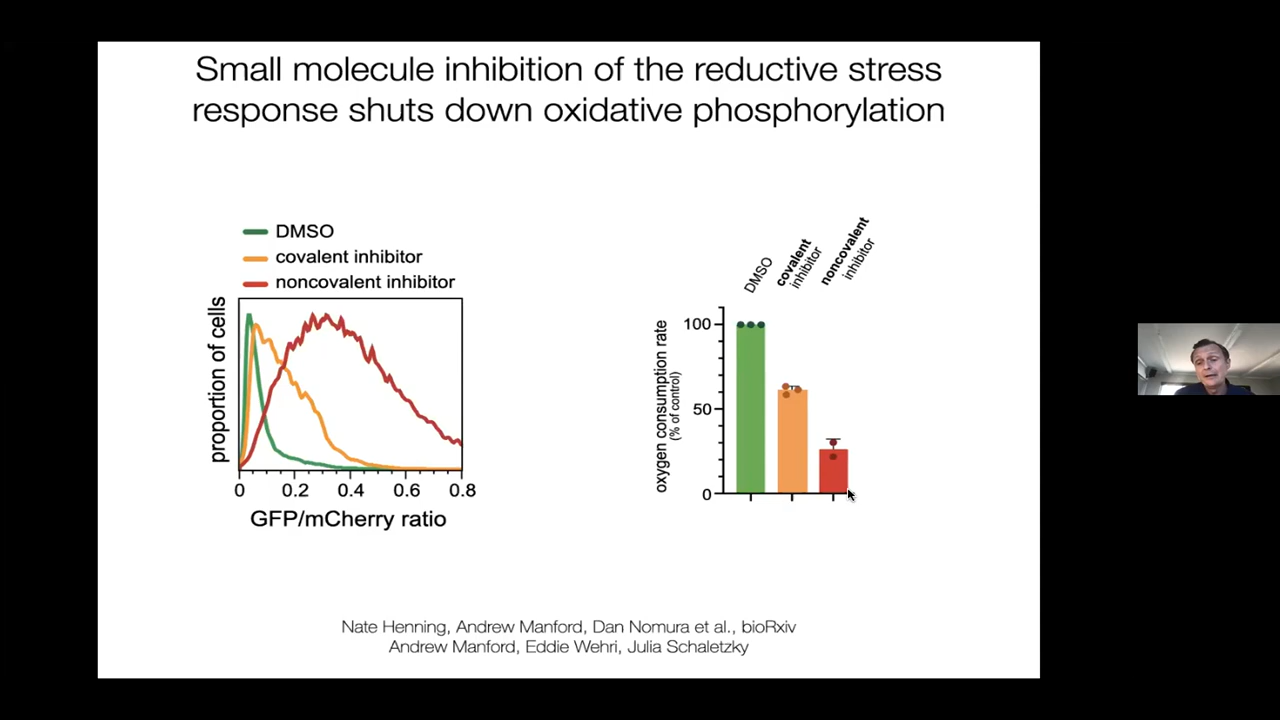 Small molecule inhibition of the reductive stress
response shuts down oxidative phosphorylation
DMSO
covalent inhibitor
noncovalent inhibitor
proportion of cells
0 0.2 0.4 0.6 0.8
GFP/mCherry ratio
DMSO
covalent
inhibitor
noncovalent
inhibitor
oxygen consumption rate
(% of control)
100
50
0
Nate Henning, Andrew Manford, Dan Nomura et al., bioRxiv
Andrew Manford, Eddie Wehri, Julia Schaletzky